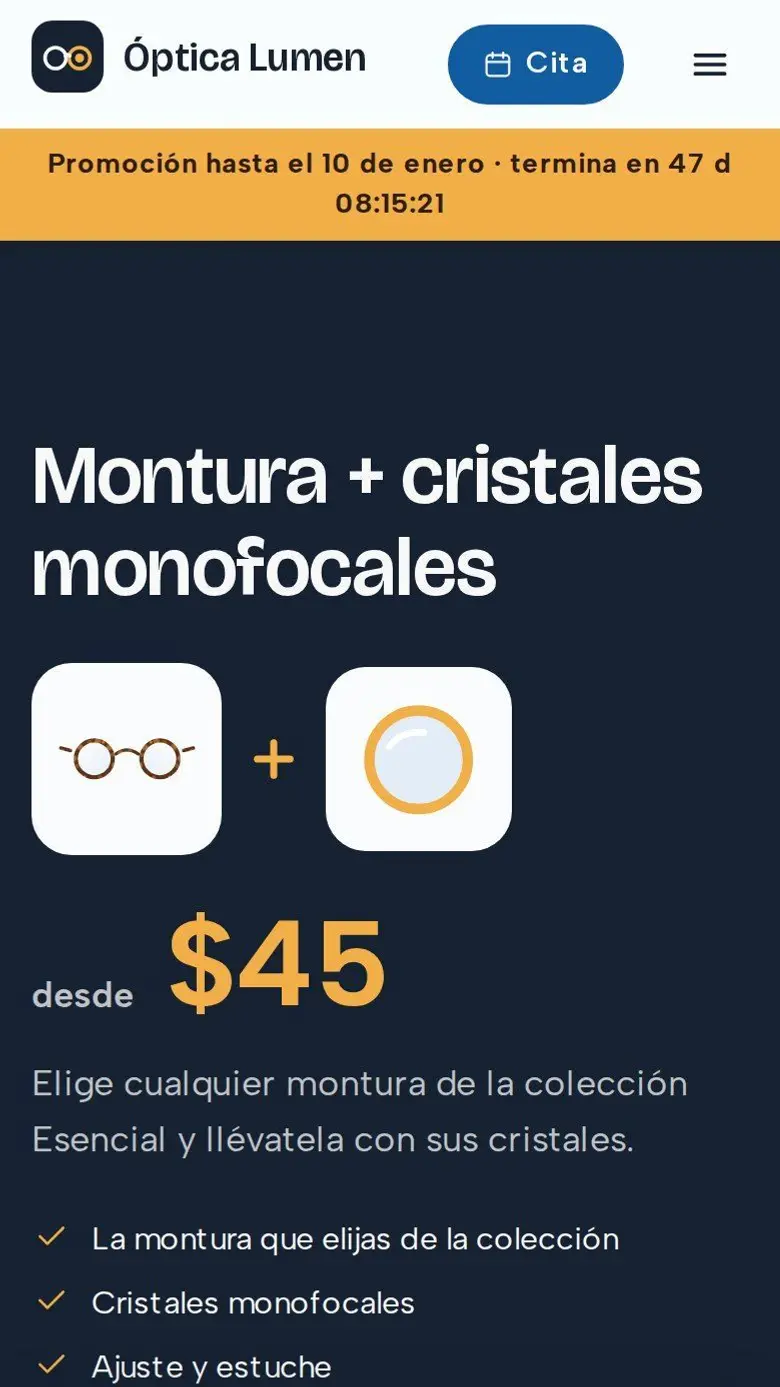 Óptica Lumen
Cita
Promoción hasta el 10 de enero · termina en 47 d
08:15:21
Montura + cristales
monofocales
+
desde $45
Elige cualquier montura de la colección
Esencial y llévatela con sus cristales.
La montura que elijas de la colección
Cristales monofocales
Ajuste y estuche